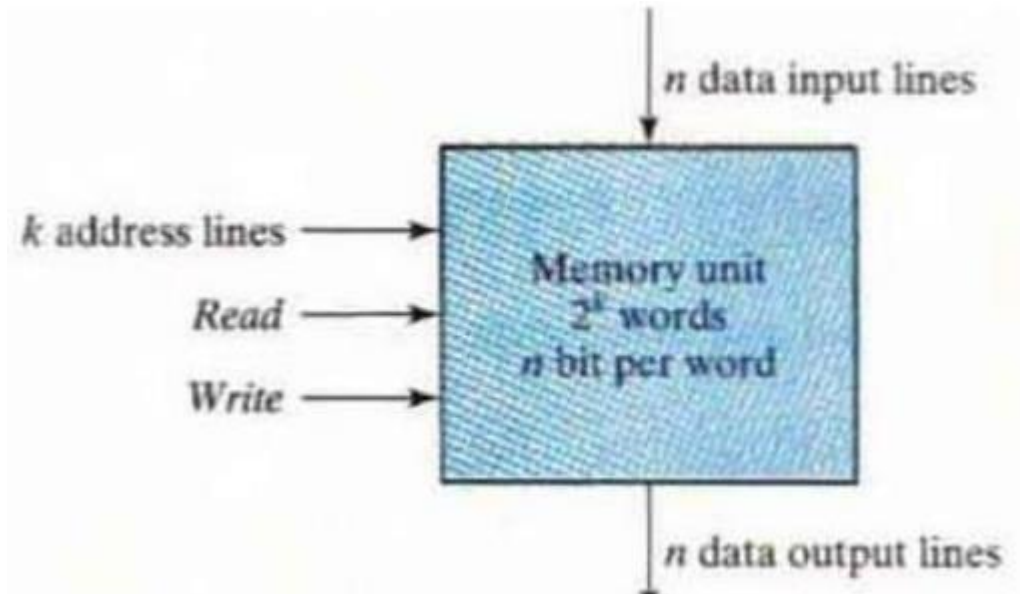 n data input lines
k address lines
Read
Write
Memory unit
2ᵏ words
n bit per word
n data output lines